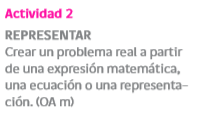 Actividad 2
REPRESENTAR
Crear un problema real a partir
de una expresión matemática,
una ecuación o una representa-
ción. (OA m)